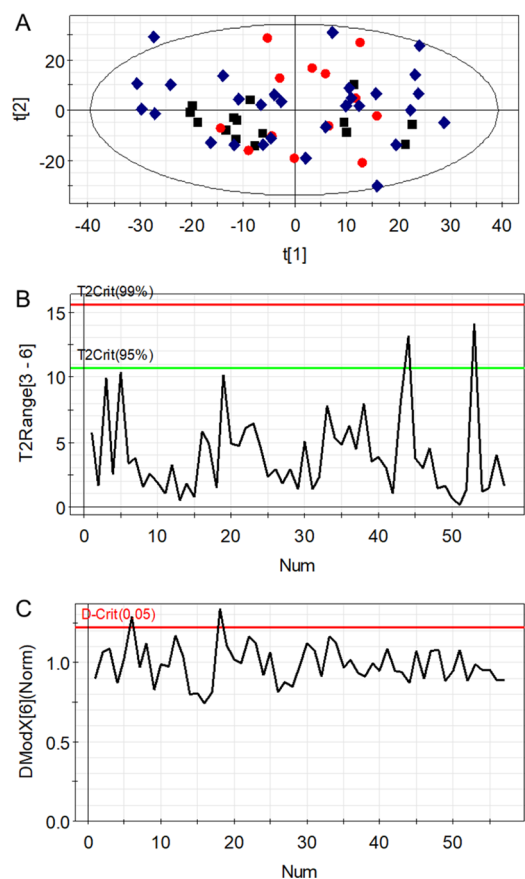 A
t[2]
20
0
-20
-40 -30 -20 -10 0 10 20 30 40
t[1]
B
T2Range[3 - 6]
T2Crit(99%)
15
T2Crit(95%)
10
5
0
0 10 20 30 40 50
Num
C
DModX[6](Norm)
D-Crit(0.05)
1.0
0.5
0.0
0 10 20 30 40 50
Num